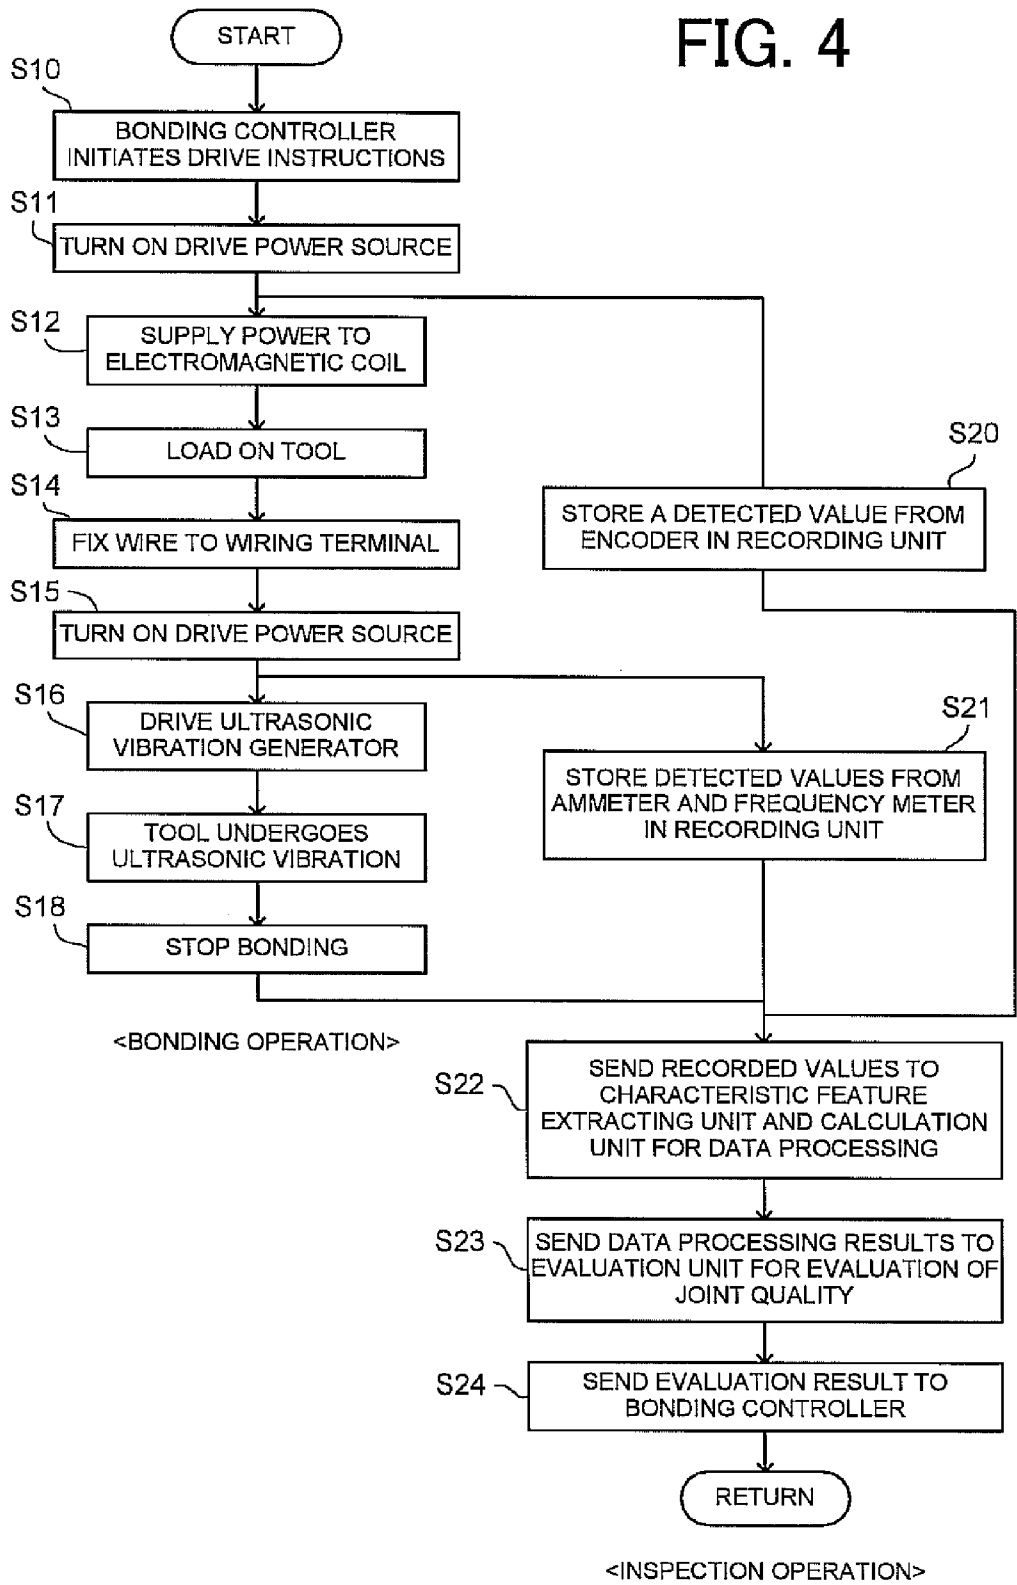 FIG. 4
START
S10
BONDING CONTROLLER
INITIATES DRIVE INSTRUCTIONS
S11
TURN ON DRIVE POWER SOURCE
S12
SUPPLY POWER TO
ELECTROMAGNETIC COIL
S13
LOAD ON TOOL
S14
FIX WIRE TO WIRING TERMINAL
S15
TURN ON DRIVE POWER SOURCE
S16
DRIVE ULTRASONIC
VIBRATION GENERATOR
S17
TOOL UNDERGOES
ULTRASONIC VIBRATION
S18
STOP BONDING
<BONDING OPERATION>
S20
STORE A DETECTED VALUE FROM
ENCODER IN RECORDING UNIT
S21
STORE DETECTED VALUES FROM
AMMETER AND FREQUENCY METER
IN RECORDING UNIT
S22
SEND RECORDED VALUES TO
CHARACTERISTIC FEATURE
EXTRACTING UNIT AND CALCULATION
UNIT FOR DATA PROCESSING
S23
SEND DATA PROCESSING RESULTS TO
EVALUATION UNIT FOR EVALUATION OF
JOINT QUALITY
S24
SEND EVALUATION RESULT TO
BONDING CONTROLLER
RETURN
<INSPECTION OPERATION>